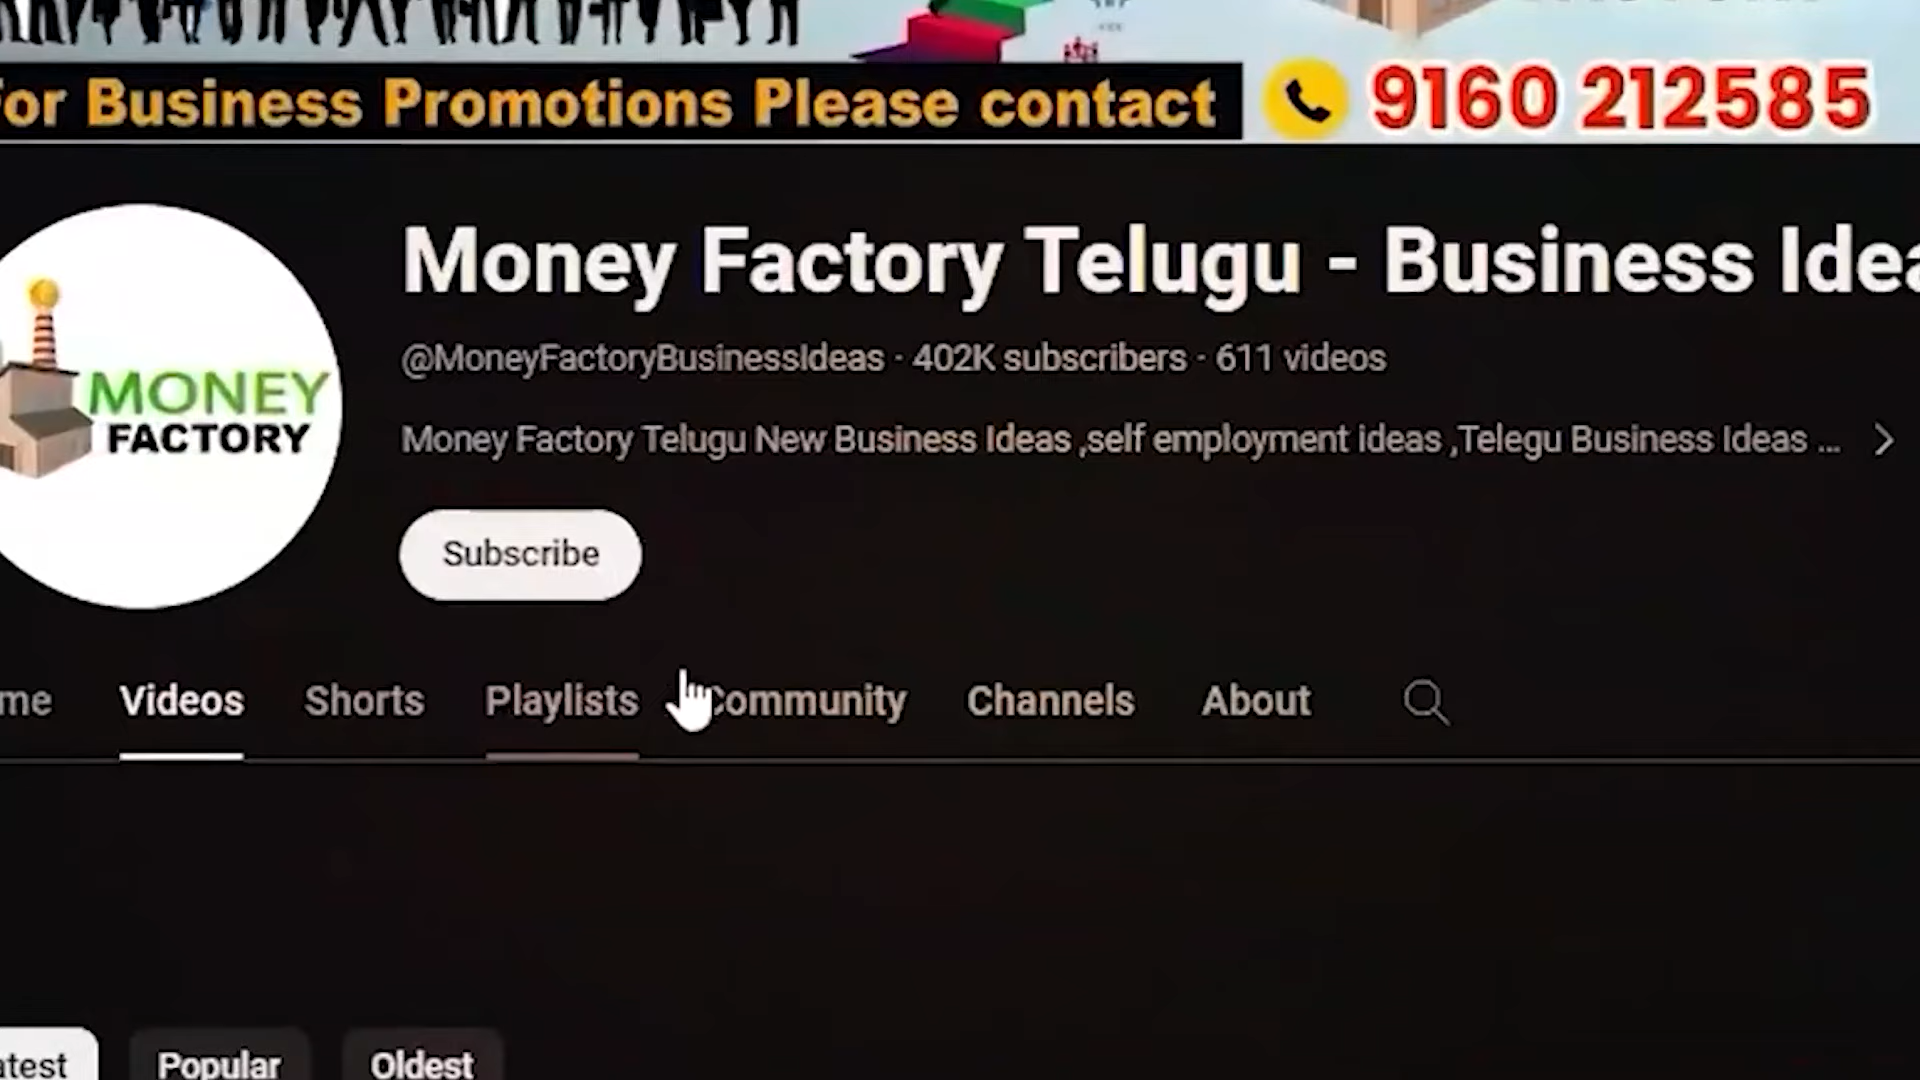 or Business Promotions Please contact 9160 212585
Money Factory Telugu - Business Idea
@MoneyFactoryBusinessIdeas · 402K subscribers · 611 videos
MONEY
FACTORY
Money Factory Telugu New Business Ideas ,self employment ideas ,Telegu Business Ideas ...
Subscribe
me Videos Shorts Playlists Community Channels About
atest Popular Oldest